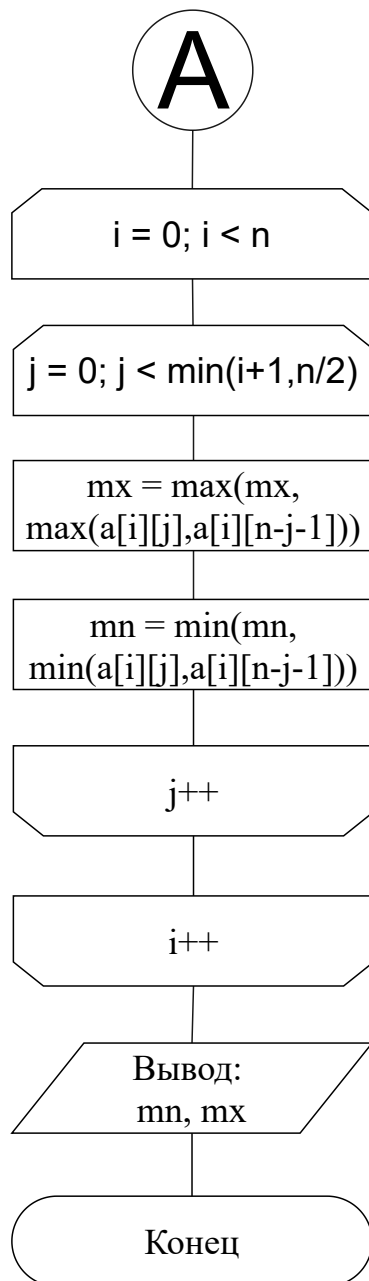 A
i = 0; i < n
j = 0; j < min(i+1,n/2)
mx = max(mx,
max(a[i][j],a[i][n-j-1]))
mn = min(mn,
min(a[i][j],a[i][n-j-1]))
j++
i++
Вывод:
mn, mx
Конец